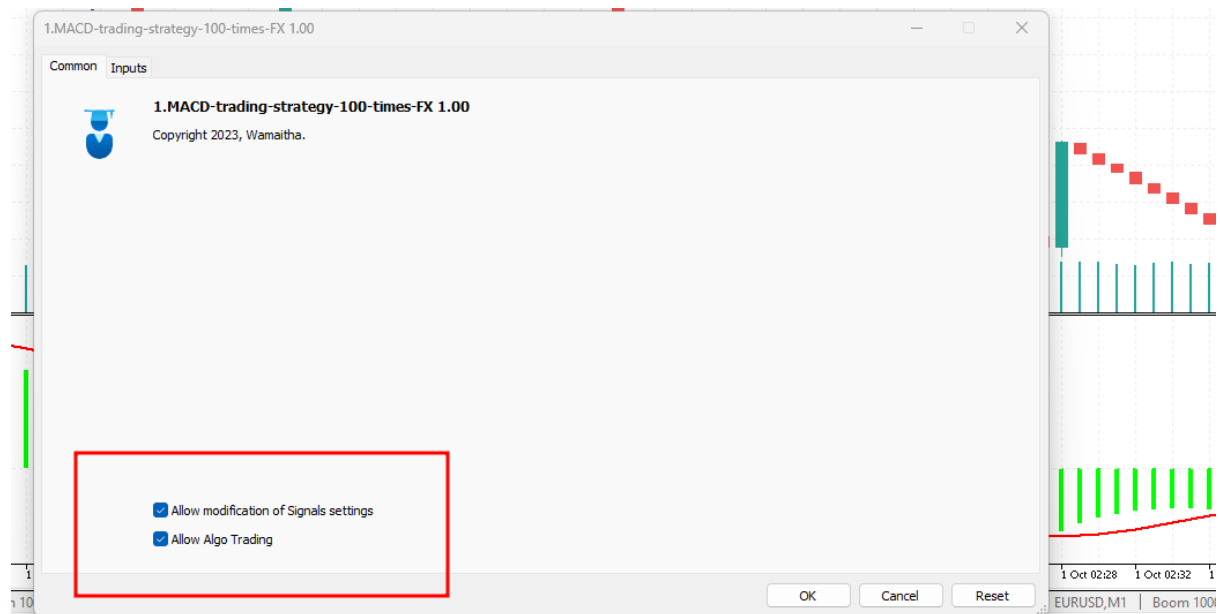 1.MACD-trading-strategy-100-times-FX 1.00
Common Inputs
1.MACD-trading-strategy-100-times-FX 1.00
Copyright 2023, Wamaitha.
Allow modification of Signals settings
Allow Algo Trading
OK Cancel Reset
1 Oct 02:28 1 Oct 02:32
EURUSD,M1 | Boom